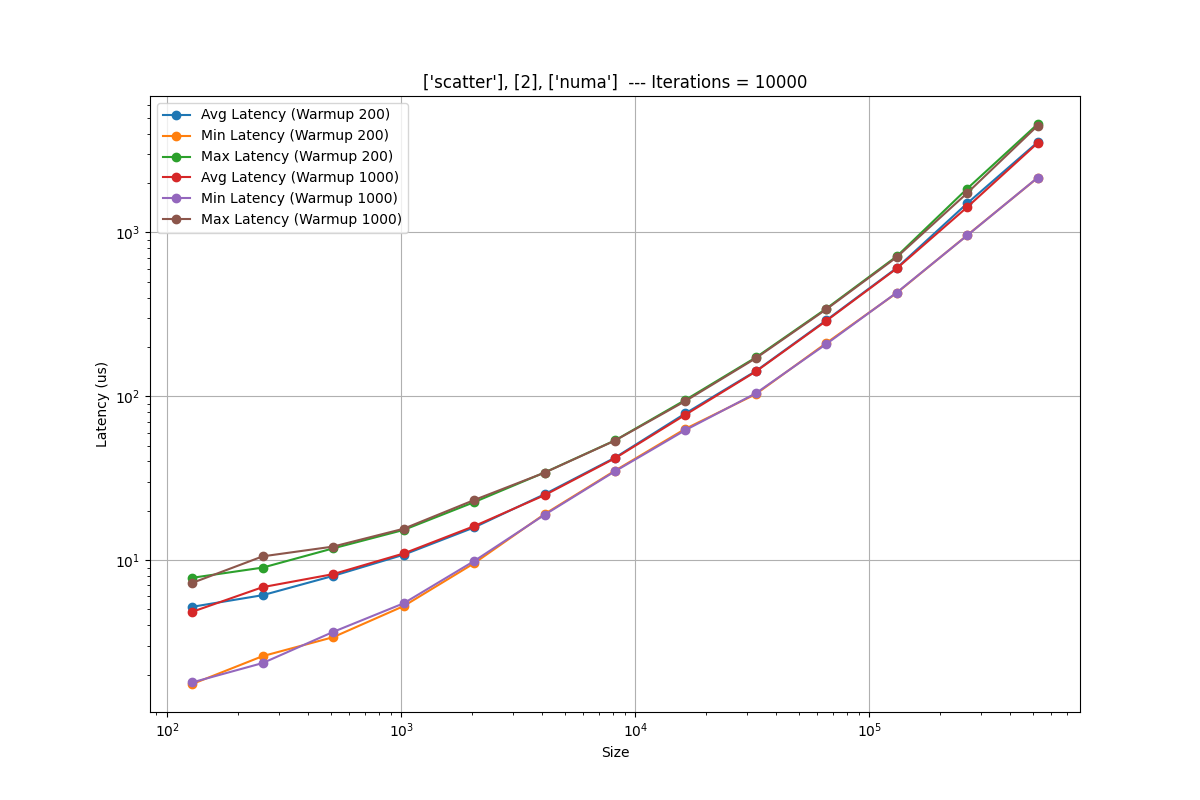 ['scatter'], [2], ['numa']  --- Iterations = 10000
Avg Latency (Warmup 200)
Min Latency (Warmup 200)
Max Latency (Warmup 200)
Avg Latency (Warmup 1000)
Min Latency (Warmup 1000)
Max Latency (Warmup 1000)
Latency (us)
10³
10²
10¹
10² 10³ 10⁴ 10⁵
Size